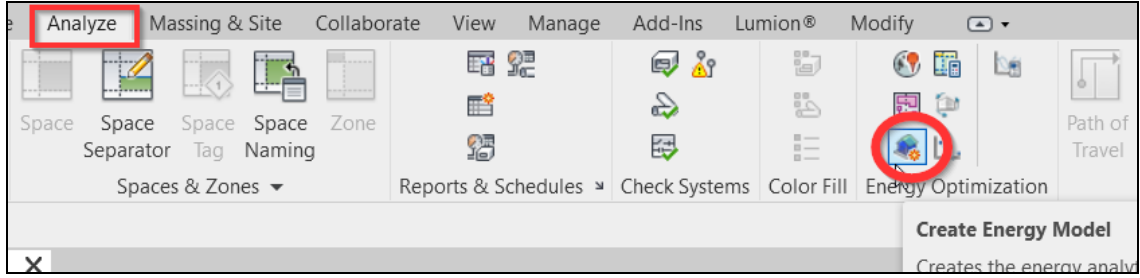 Analyze Massing & Site Collaborate View Manage Add-Ins Lumion® Modify
Space Space Space Space Zone Path of
Separator Tag Naming Travel
Spaces & Zones Reports & Schedules Check Systems Color Fill Energy Optimization
Create Energy Model
Creates the energy
X